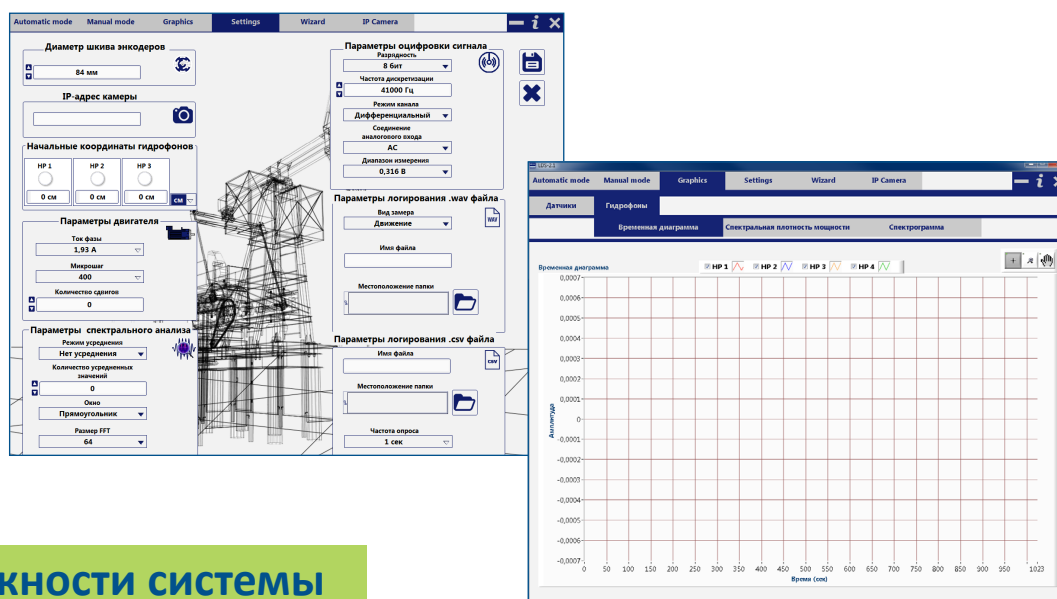 Automatic mode Manual mode Graphics Settings Wizard IP Camera
Диаметр шкива энкодеров
84 мм
IP-адрес камеры
Начальные координаты гидрофонов
HP 1 HP 2 HP 3
0 см 0 см 0 см см
Параметры двигателя
Ток фазы
1,93 А
Микрошаг
400
Количество сдвигов
0
Параметры спектрального анализа
Режим усреднения
Нет усреднения
Количество усредненных
значений
0
Окно
Прямоугольник
Размер FFT
64
Параметры оцифровки сигнала
Разрядность
8 бит
Частота дискретизации
41000 Гц
Режим канала
Дифференциальный
Соединение
аналогового входа
AC
Диапазон измерения
0,316 В
Параметры логирования .wav файла
Вид замера
WAV
Движение
Имя файла
Местоположение папки
Параметры логирования .csv файла
Имя файла
CSV
Местоположение папки
Частота опроса
1 сек
Automatic mode Manual mode Graphics Settings Wizard IP Camera
Датчики Гидрофоны
Временная диаграмма Спектральная плотность мощности Спектрограмма
Временная диаграмма
HP 1 HP 2 HP 3 HP 4
0,0007
0,0006
0,0005
0,0004
0,0003
0,0002
0,0001
0
-0,0001
-0,0002
-0,0003
-0,0004
-0,0005
-0,0006
-0,0007
Амплитуда
0 50 100 150 200 250 300 350 400 450 500 550 600 650 700 750 800 850 900 950 1023
Время (сек)
жности системы